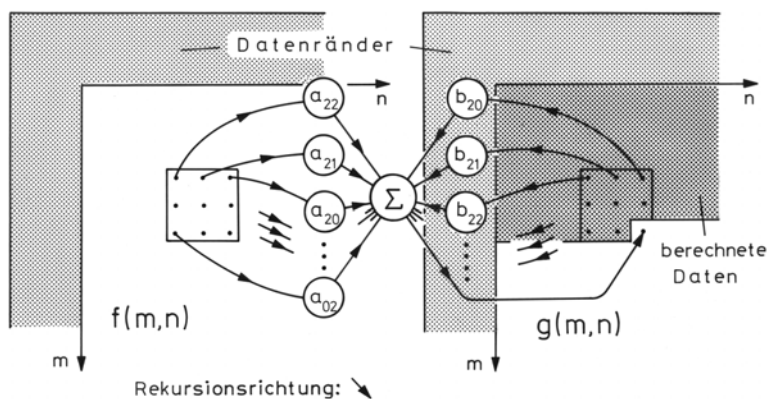 Datenränder
n
n
a22
b20
a21
b21
a20
Σ
b22
a02
berechnete
Daten
f(m,n)
g(m,n)
m
m
Rekursionsrichtung: